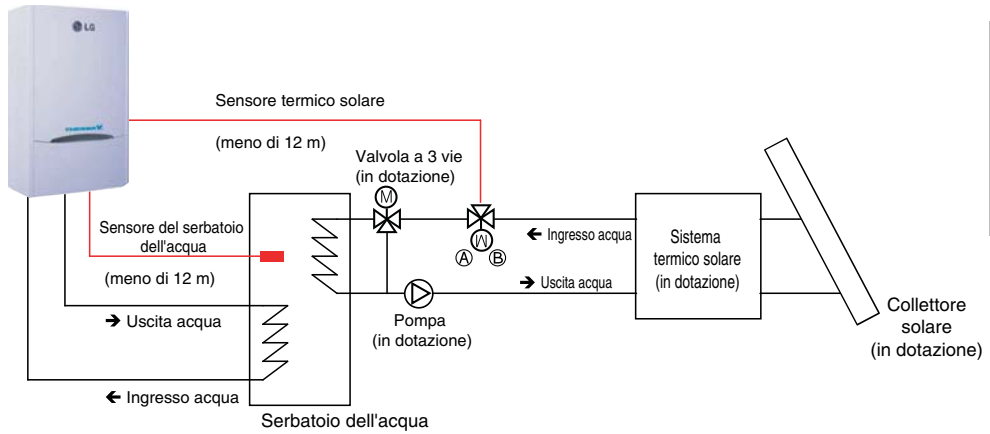 LG
THERMA V
Sensore termico solare
(meno di 12 m)
Valvola a 3 vie
(in dotazione)
M
M
A
B
Sensore del serbatoio
dell'acqua
(meno di 12 m)
← Ingresso acqua
Sistema
termico solare
(in dotazione)
→ Uscita acqua
→ Uscita acqua
Pompa
(in dotazione)
Collettore
solare
(in dotazione)
← Ingresso acqua
Serbatoio dell'acqua